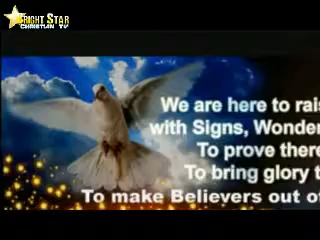 Bright Star
CHRISTIAN TV
We are here to rai
with Signs, Wonder
To prove there
To bring glory t
To make Believers out o